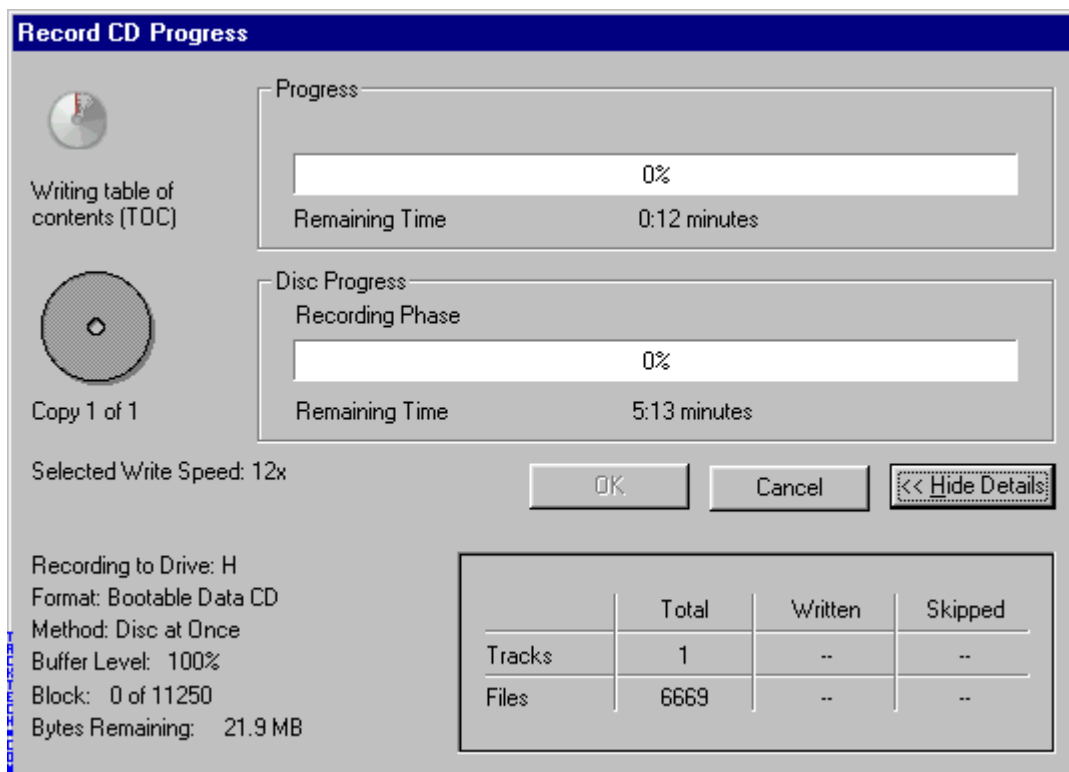 Record CD Progress
Progress
0%
Writing table of
contents (TOC)
Remaining Time 0:12 minutes
Disc Progress
Recording Phase
0%
Copy 1 of 1
Remaining Time 5:13 minutes
Selected Write Speed: 12x
OK Cancel << Hide Details
Recording to Drive: H
Format: Bootable Data CD
Method: Disc at Once
Buffer Level: 100%
Block: 0 of 11250
Bytes Remaining: 21.9 MB
Total Written Skipped
Tracks 1 -- --
Files 6669 -- --